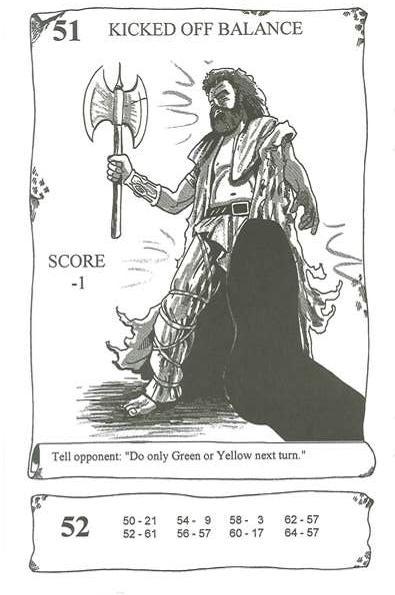 51 KICKED OFF BALANCE
SCORE
-1
Tell opponent: "Do only Green or Yellow next turn."
52
50 - 21 54 - 9 58 - 3 62 - 57
52 - 61 56 - 57 60 - 17 64 - 57